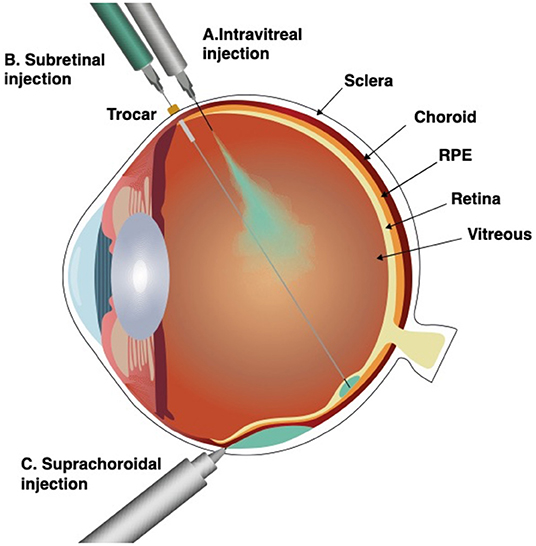 A.Intravitreal
injection
B. Subretinal
injection
Trocar
Sclera
Choroid
RPE
Retina
Vitreous
C. Suprachoroidal
injection